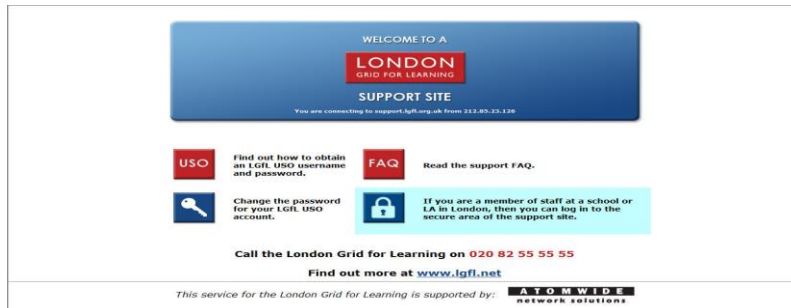 WELCOME TO A
LONDON
GRID FOR LEARNING
SUPPORT SITE
You are connecting to support.lgfl.org.uk from 212.85.23.126
USO
Find out how to obtain
an LGfL USO username
and password.
FAQ
Read the support FAQ.
Change the password
for your LGfL USO
account.
If you are a member of staff at a school or
LA in London, then you can log in to the
secure area of the support site.
Call the London Grid for Learning on 020 82 55 55 55
Find out more at www.lgfl.net
This service for the London Grid for Learning is supported by:
ATOMWIDE
network solutions